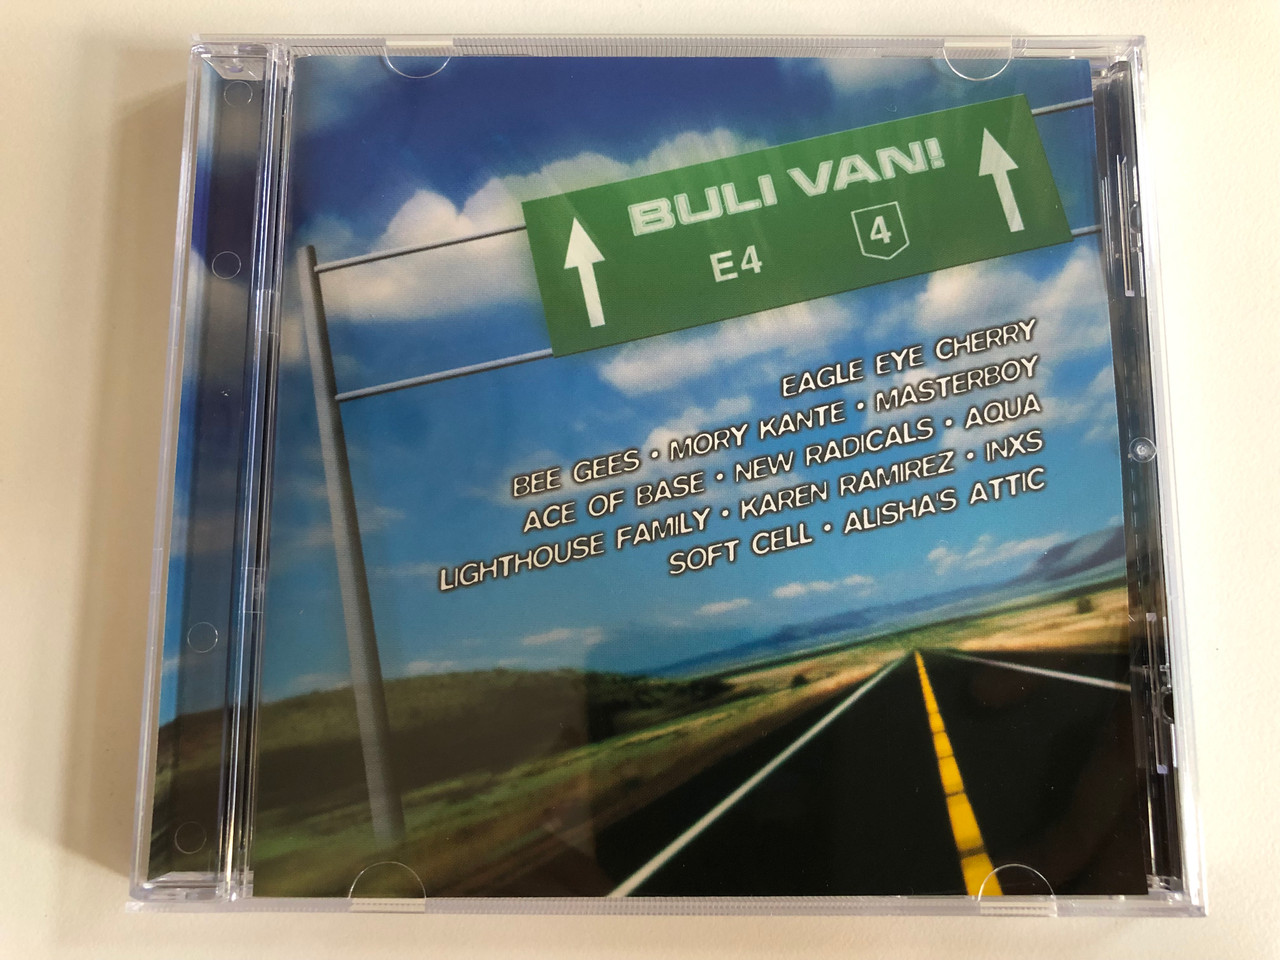 BULI VAN!
E4 4
EAGLE EYE CHERRY
BEE GEES • MORY KANTE • MASTERBOY
ACE OF BASE • NEW RADICALS • AQUA
LIGHTHOUSE FAMILY • KAREN RAMIREZ • INXS
SOFT CELL • ALISHA'S ATTIC